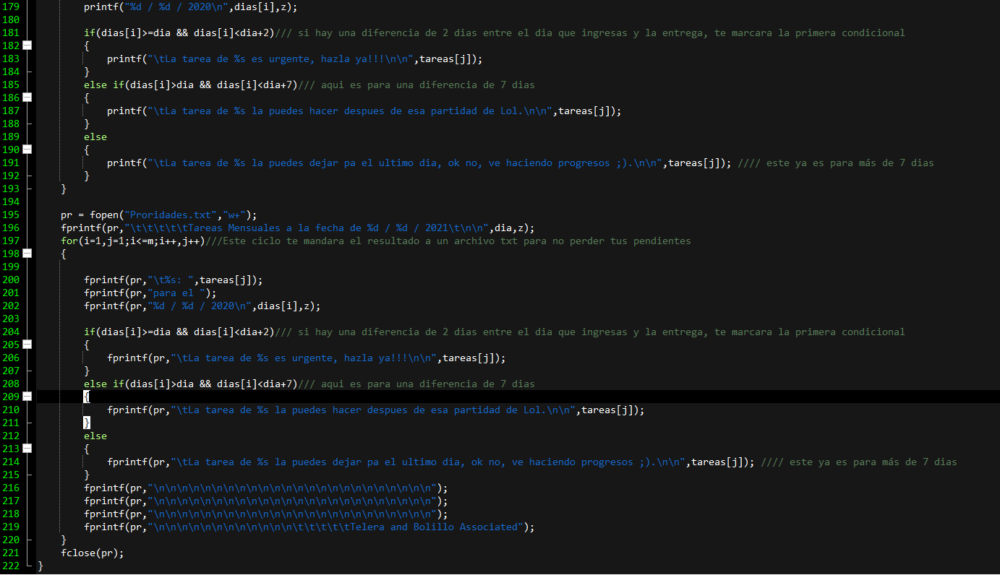 179 printf("%d / %d / 2020\n",dias[i],z);
180
181 if(dias[i]>=dia && dias[i]<dia+2)/// si hay una diferencia de 2 dias entre el dia que ingresas y la entrega, te marcara la primera condicional
182 {
183 printf("\tLa tarea de %s es urgente, hazla ya!!!\n\n",tareas[j]);
184 }
185 else if(dias[i]>dia && dias[i]<dia+7)/// aqui es para una diferencia de 7 dias
186 {
187 printf("\tLa tarea de %s la puedes hacer despues de esa partidad de Lol.\n\n",tareas[j]);
188 }
189 else
190 {
191 printf("\tLa tarea de %s la puedes dejar pa el ultimo dia, ok no, ve haciendo progresos ;).\n\n",tareas[j]); //// este ya es para más de 7 dias
192 }
193 }
194
195 pr = fopen("Proridades.txt","w+");
196 fprintf(pr,"\t\t\t\t\tTareas Mensuales a la fecha de %d / %d / 2021\t\n\n",dia,z);
197 for(i=1,j=1;i<=m;i++,j++)///Este ciclo te mandara el resultado a un archivo txt para no perder tus pendientes
198 {
199
200 fprintf(pr,"\t%s: ",tareas[j]);
201 fprintf(pr,"para el ");
202 fprintf(pr,"%d / %d / 2020\n",dias[i],z);
203
204 if(dias[i]>=dia && dias[i]<dia+2)/// si hay una diferencia de 2 dias entre el dia que ingresas y la entrega, te marcara la primera condicional
205 {
206 fprintf(pr,"\tLa tarea de %s es urgente, hazla ya!!!\n\n",tareas[j]);
207 }
208 else if(dias[i]>dia && dias[i]<dia+7)/// aqui es para una diferencia de 7 dias
209 {
210 fprintf(pr,"\tLa tarea de %s la puedes hacer despues de esa partidad de Lol.\n\n",tareas[j]);
211 }
212 else
213 {
214 fprintf(pr,"\tLa tarea de %s la puedes dejar pa el ultimo dia, ok no, ve haciendo progresos ;).\n\n",tareas[j]); //// este ya es para más de 7 dias
215 }
216 fprintf(pr,"\n\n\n\n\n\n\n\n\n\n\n\n\n\n\n\n\n\n\n\n\n\n\n\n");
217 fprintf(pr,"\n\n\n\n\n\n\n\n\n\n\n\n\n\n\n\n\n\n\n\n\n\n\n\n");
218 fprintf(pr,"\n\n\n\n\n\n\n\n\n\n\n\n\n\n\n\n\n\n\n\n\n\n\n\n");
219 fprintf(pr,"\n\n\n\n\n\n\n\n\n\n\n\n\t\t\t\t\tTelera and Bolillo Associated");
220 }
221 fclose(pr);
222 }